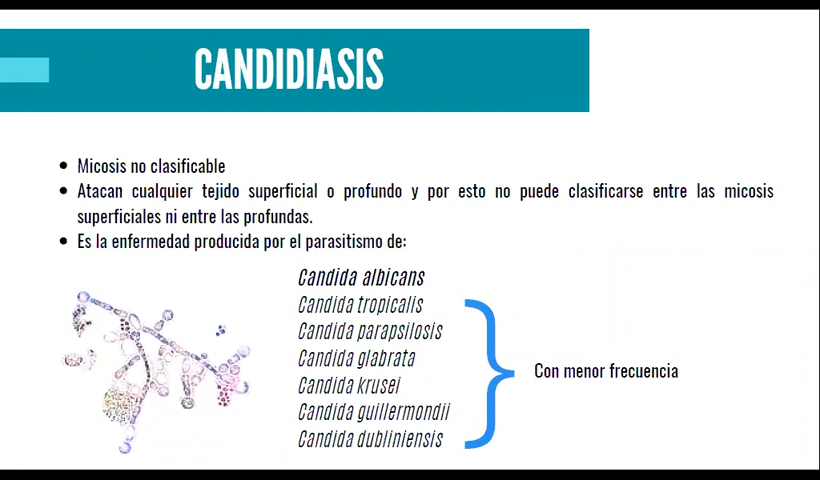 CANDIDIASIS
• Micosis no clasificable
• Atacan cualquier tejido superficial o profundo y por esto no puede clasificarse entre las micosis
superficiales ni entre las profundas.
• Es la enfermedad producida por el parasitismo de:
Candida albicans
Candida tropicalis
Candida parapsilosis
Candida glabrata
Candida krusei
Candida guillermondii
Candida dubliniensis
Con menor frecuencia